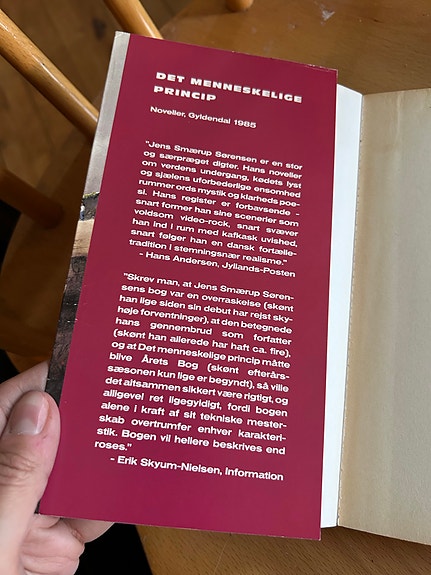 DET MENNESKELIGE
PRINCIP
Noveller, Gyldendal 1985
"Jens Smærup Sørensen er en stor
og særpræget digter. Hans noveller
om verdens undergang, kødets lyst
og sjælens uforbederlige ensomhed
rummer ords mystik og klarheds poe-
si. Hans register er forbavsende -
snart former han sine scenerier som
voldsom video-rock, snart svæver
han ind i rum med kafkask uvished,
snart følger han en dansk fortælle-
tradition i stemningsnær realisme."
- Hans Andersen, Jyllands-Posten
"Skrev man, at Jens Smærup Søren-
sens bog var en overraskelse (skønt
han lige siden sin debut har rejst sky-
høje forventninger), at den betegnede
hans gennembrud som forfatter
(skønt han allerede har haft ca. fire),
og at Det menneskelige princip måtte
blive Årets Bog (skønt efterårs-
sæsonen kun lige er begyndt), så ville
det altsammen sikkert være rigtigt, og
alligevel ret ligegyldigt, fordi bogen
alene i kraft af sit tekniske mester-
skab overtrumfer enhver karakteri-
stik. Bogen vil hellere beskrives end
roses."
- Erik Skyum-Nielsen, Information